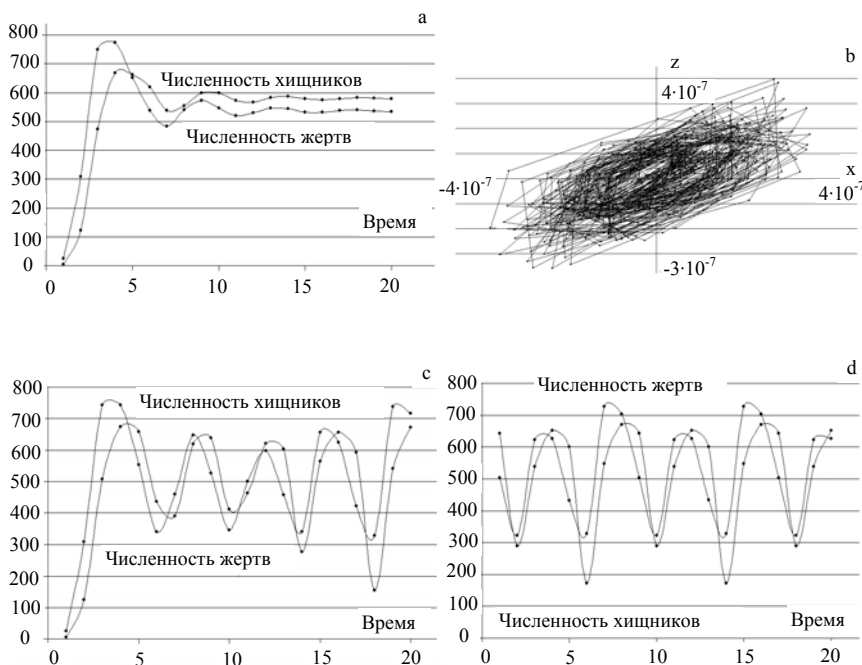 a
800
700
600
500
400
300
200
100
0
Численность хищников
Численность жертв
Время
0 5 10 15 20
b
z
4·10⁻⁷
x
-4·10⁻⁷
4·10⁻⁷
-3·10⁻⁷
c
800
700
600
500
400
300
200
100
0
Численность хищников
Численность жертв
Время
0 5 10 15 20
d
800
700
600
500
400
300
200
100
0
Численность жертв
Численность хищников
Время
0 5 10 15 20